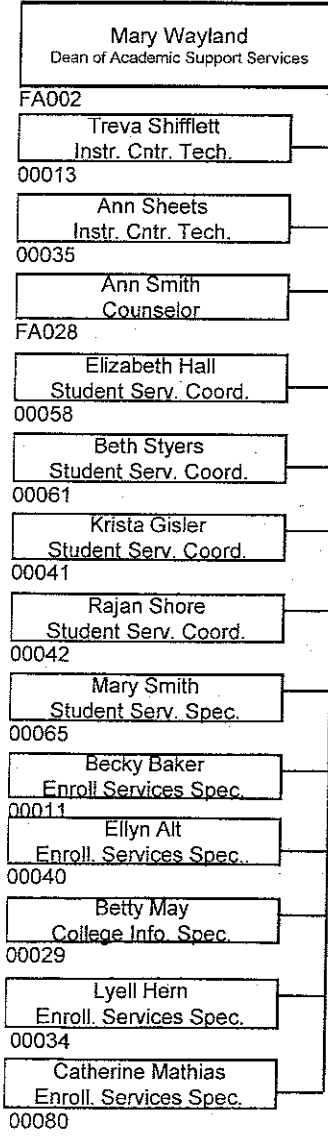 Mary Wayland
Dean of Academic Support Services
FA002
Treva Shifflett
Instr. Cntr. Tech.
00013
Ann Sheets
Instr. Cntr. Tech.
00035
Ann Smith
Counselor
FA028
Elizabeth Hall
Student Serv. Coord.
00058
Beth Styers
Student Serv. Coord.
00061
Krista Gisler
Student Serv. Coord.
00041
Rajan Shore
Student Serv. Coord.
00042
Mary Smith
Student Serv. Spec.
00065
Becky Baker
Enroll Services Spec.
00011
Ellyn Alt
Enroll. Services Spec..
00040
Betty May
College Info. Spec.
00029
Lyell Hern
Enroll. Services Spec.
00034
Catherine Mathias
Enroll. Services Spec.
00080